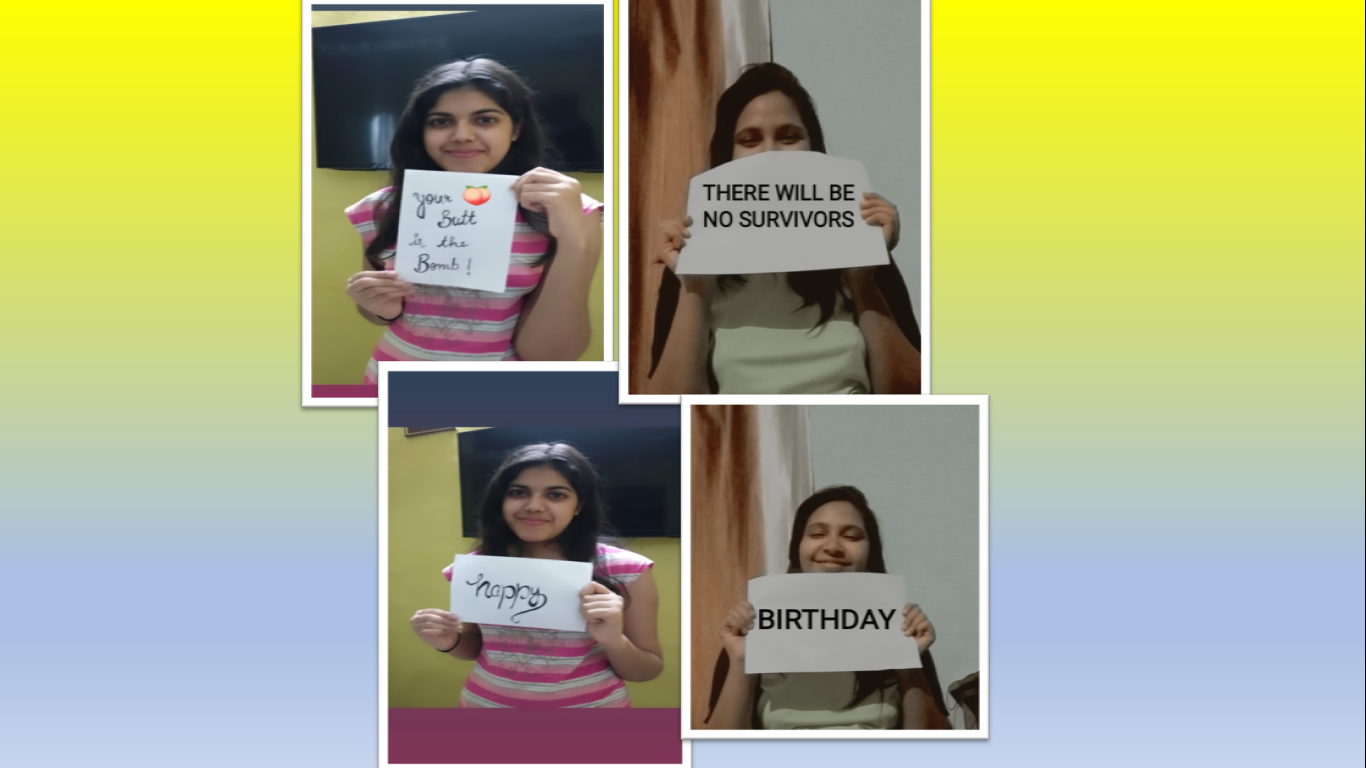 your 🍑
Butt
is the
Bomb!
THERE WILL BE
NO SURVIVORS
happy
BIRTHDAY